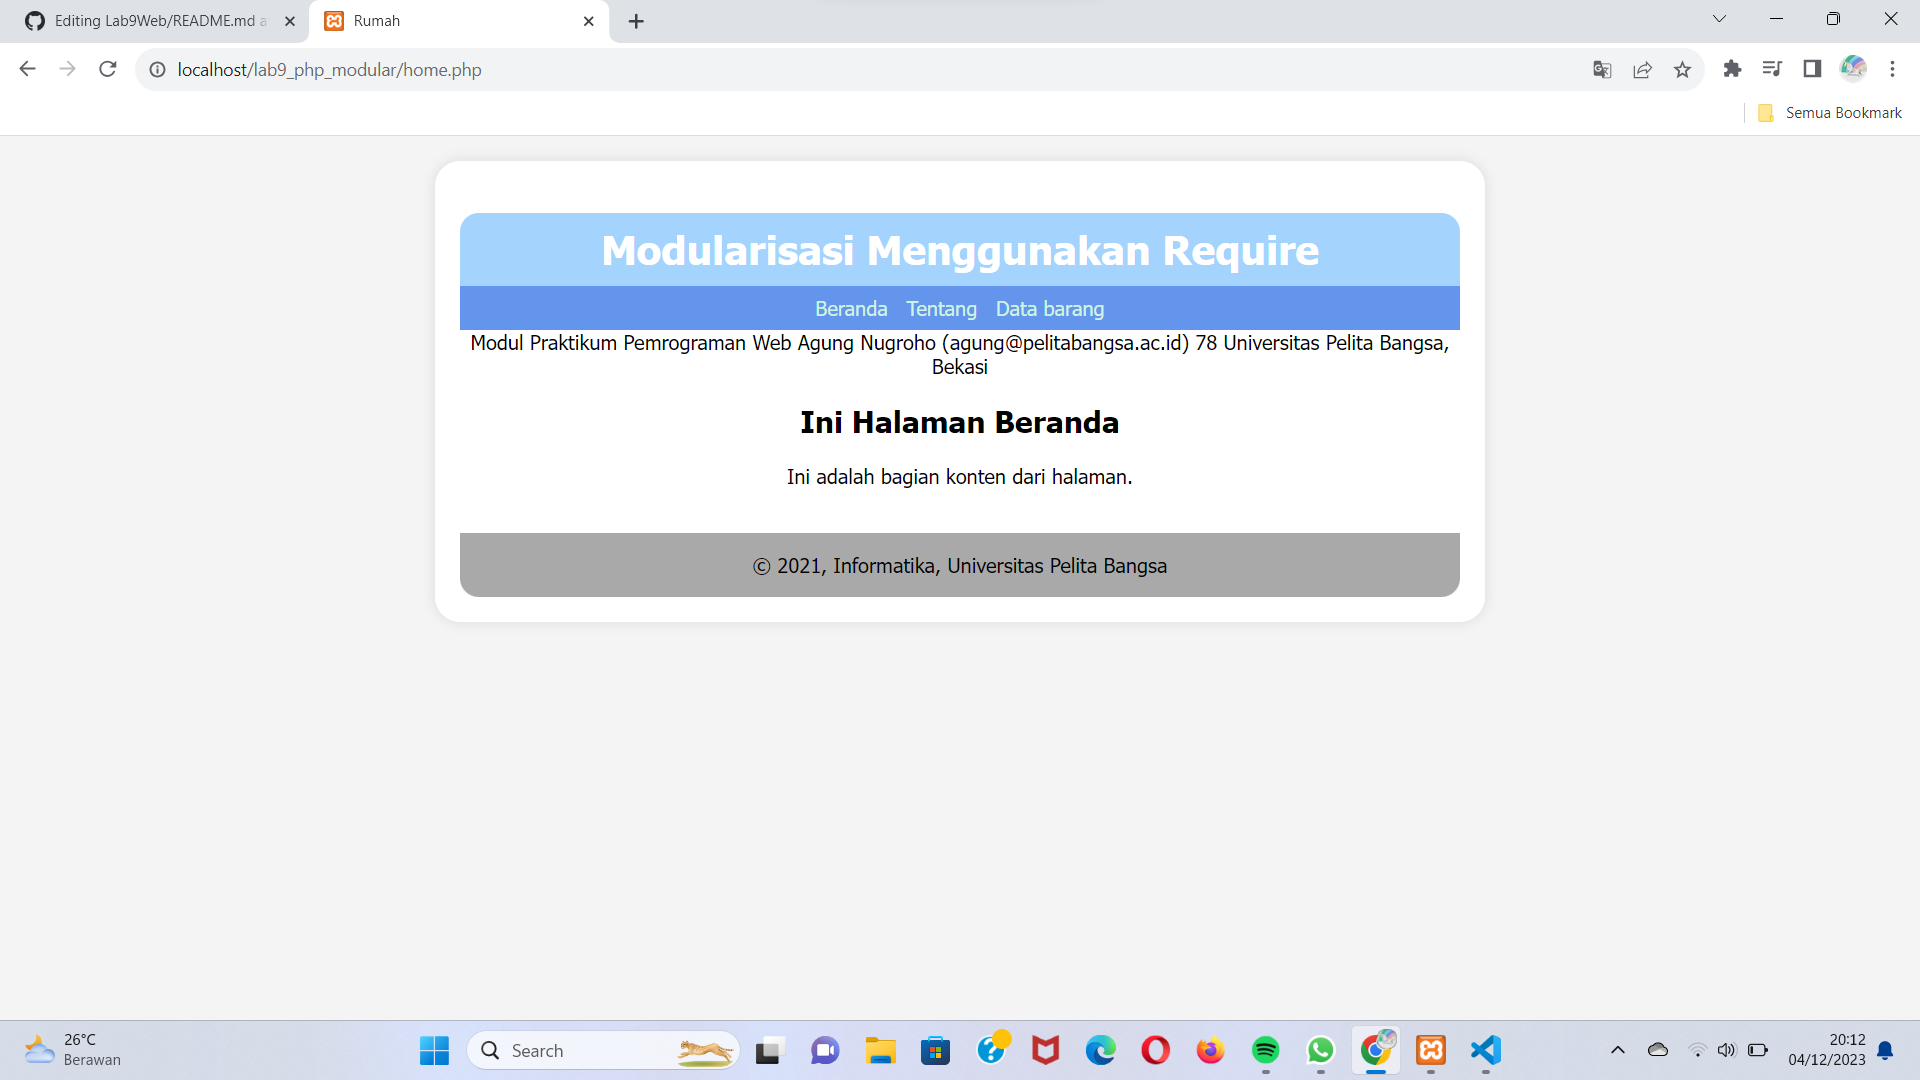 Editing Lab9Web/README.md a
Rumah
localhost/lab9_php_modular/home.php
Semua Bookmark
Modularisasi Menggunakan Require
Beranda Tentang Data barang
Modul Praktikum Pemrograman Web Agung Nugroho (agung@pelitabangsa.ac.id) 78 Universitas Pelita Bangsa,
Bekasi
Ini Halaman Beranda
Ini adalah bagian konten dari halaman.
© 2021, Informatika, Universitas Pelita Bangsa
26°C
Berawan
Search
20:12
04/12/2023